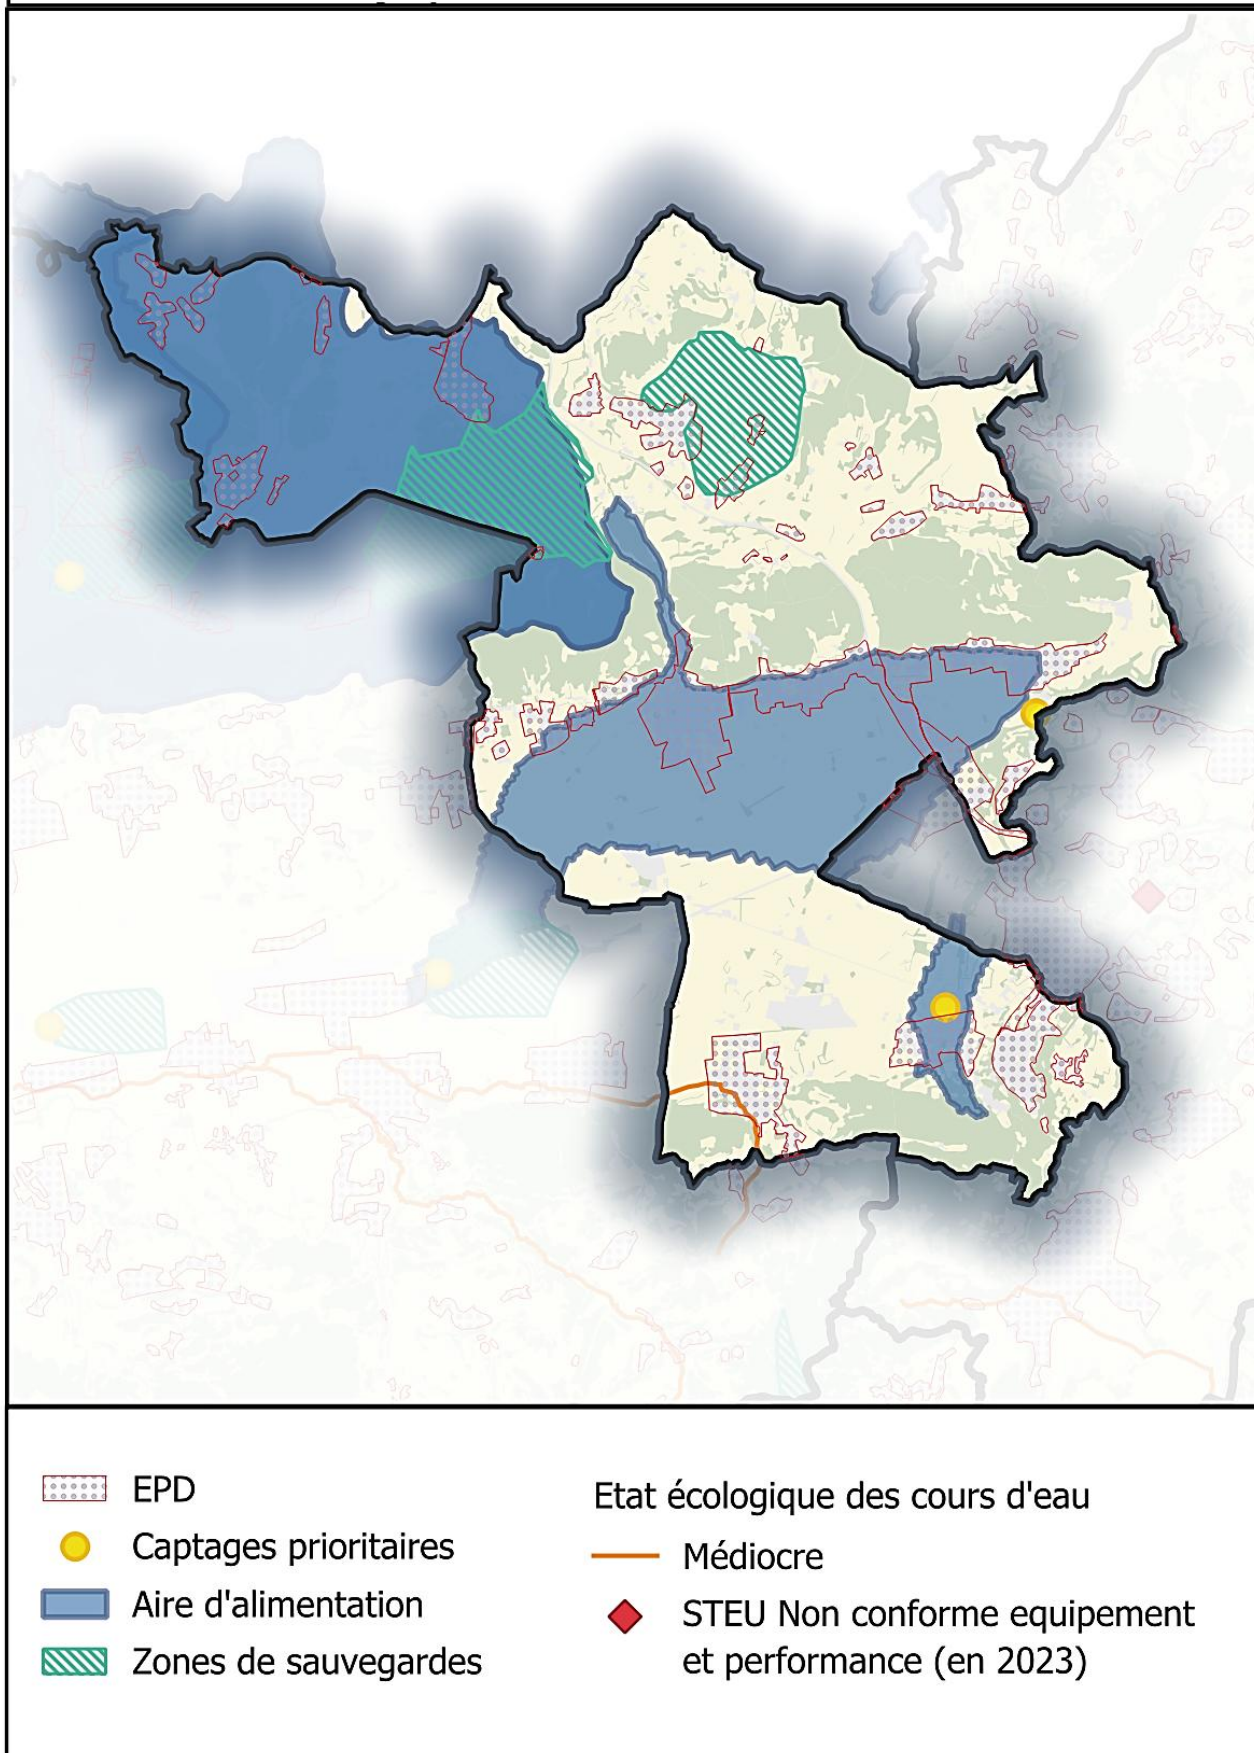 EPD
Captages prioritaires
Aire d'alimentation
Zones de sauvegardes
Etat écologique des cours d'eau
Médiocre
STEU Non conforme equipement
et performance (en 2023)